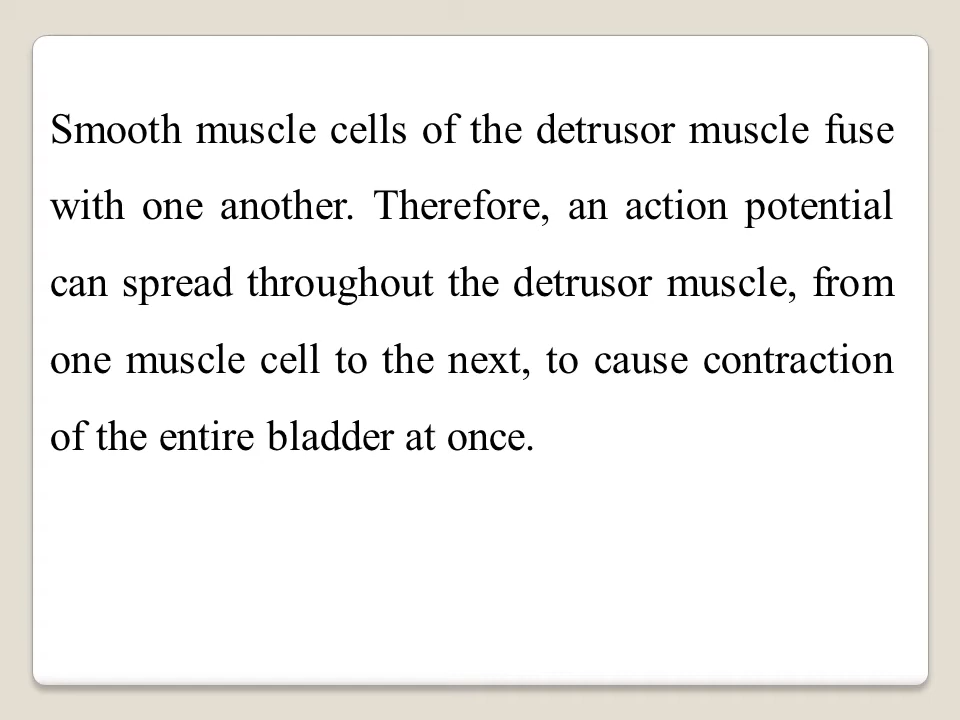 Smooth muscle cells of the detrusor muscle fuse
with one another. Therefore, an action potential
can spread throughout the detrusor muscle, from
one muscle cell to the next, to cause contraction
of the entire bladder at once.